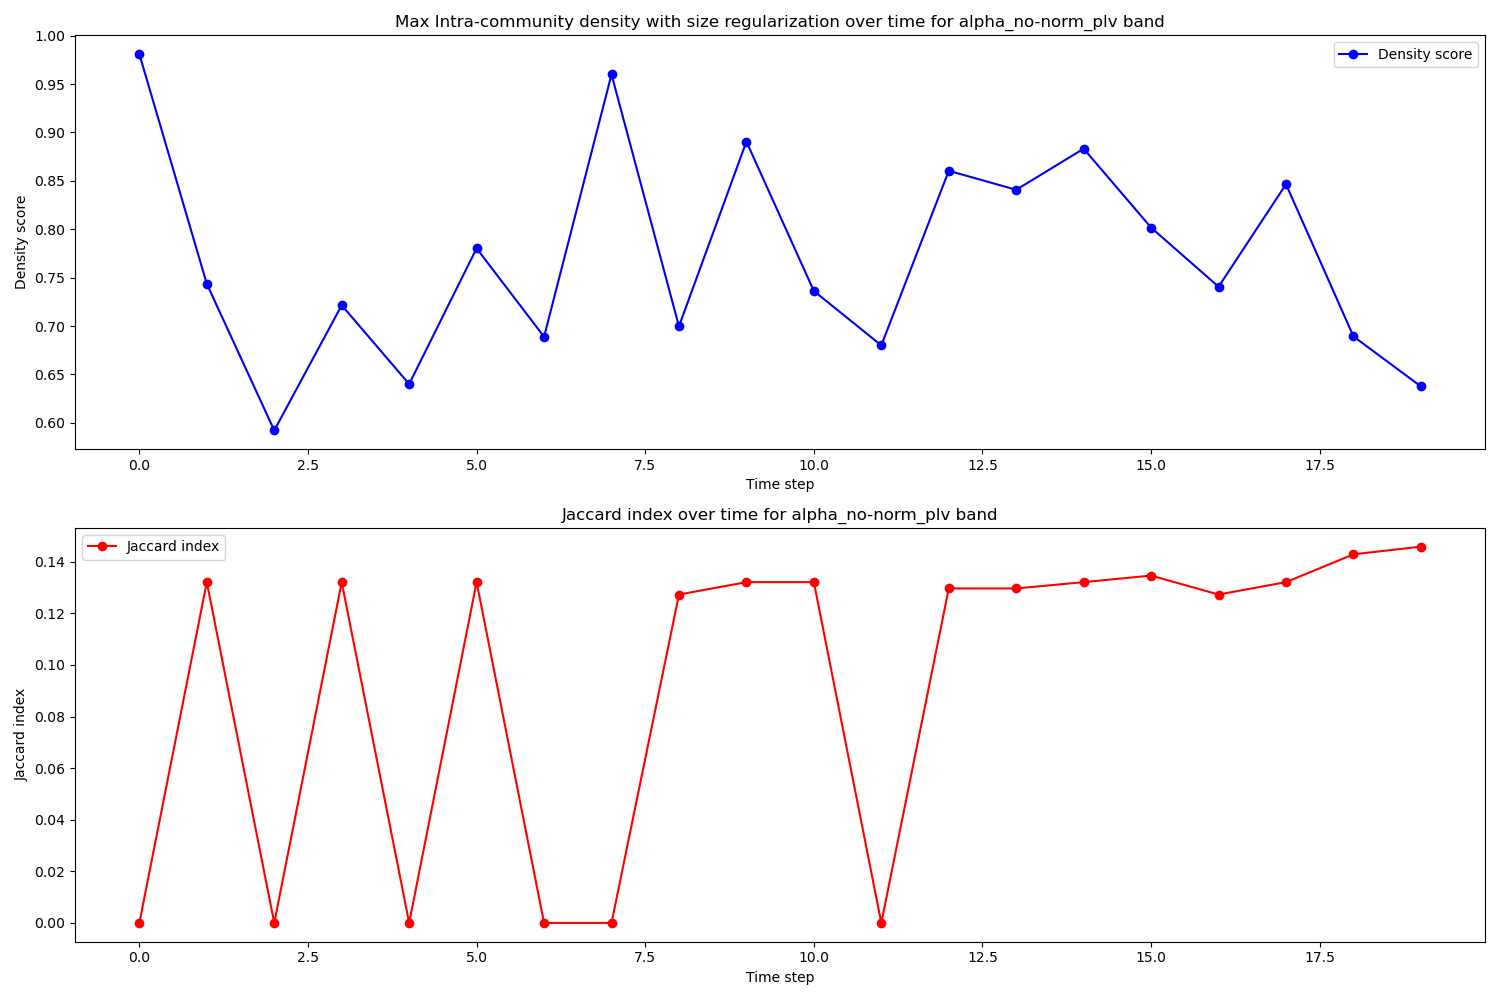 Max Intra-community density with size regularization over time for alpha_no-norm_plv band
1.00
0.95
0.90
0.85
0.80
0.75
0.70
0.65
0.60
Density score
Density score
0.0 2.5 5.0 7.5 10.0 12.5 15.0 17.5
Time step
Jaccard index over time for alpha_no-norm_plv band
Jaccard index
0.14
0.12
0.10
0.08
0.06
0.04
0.02
0.00
Jaccard index
0.0 2.5 5.0 7.5 10.0 12.5 15.0 17.5
Time step